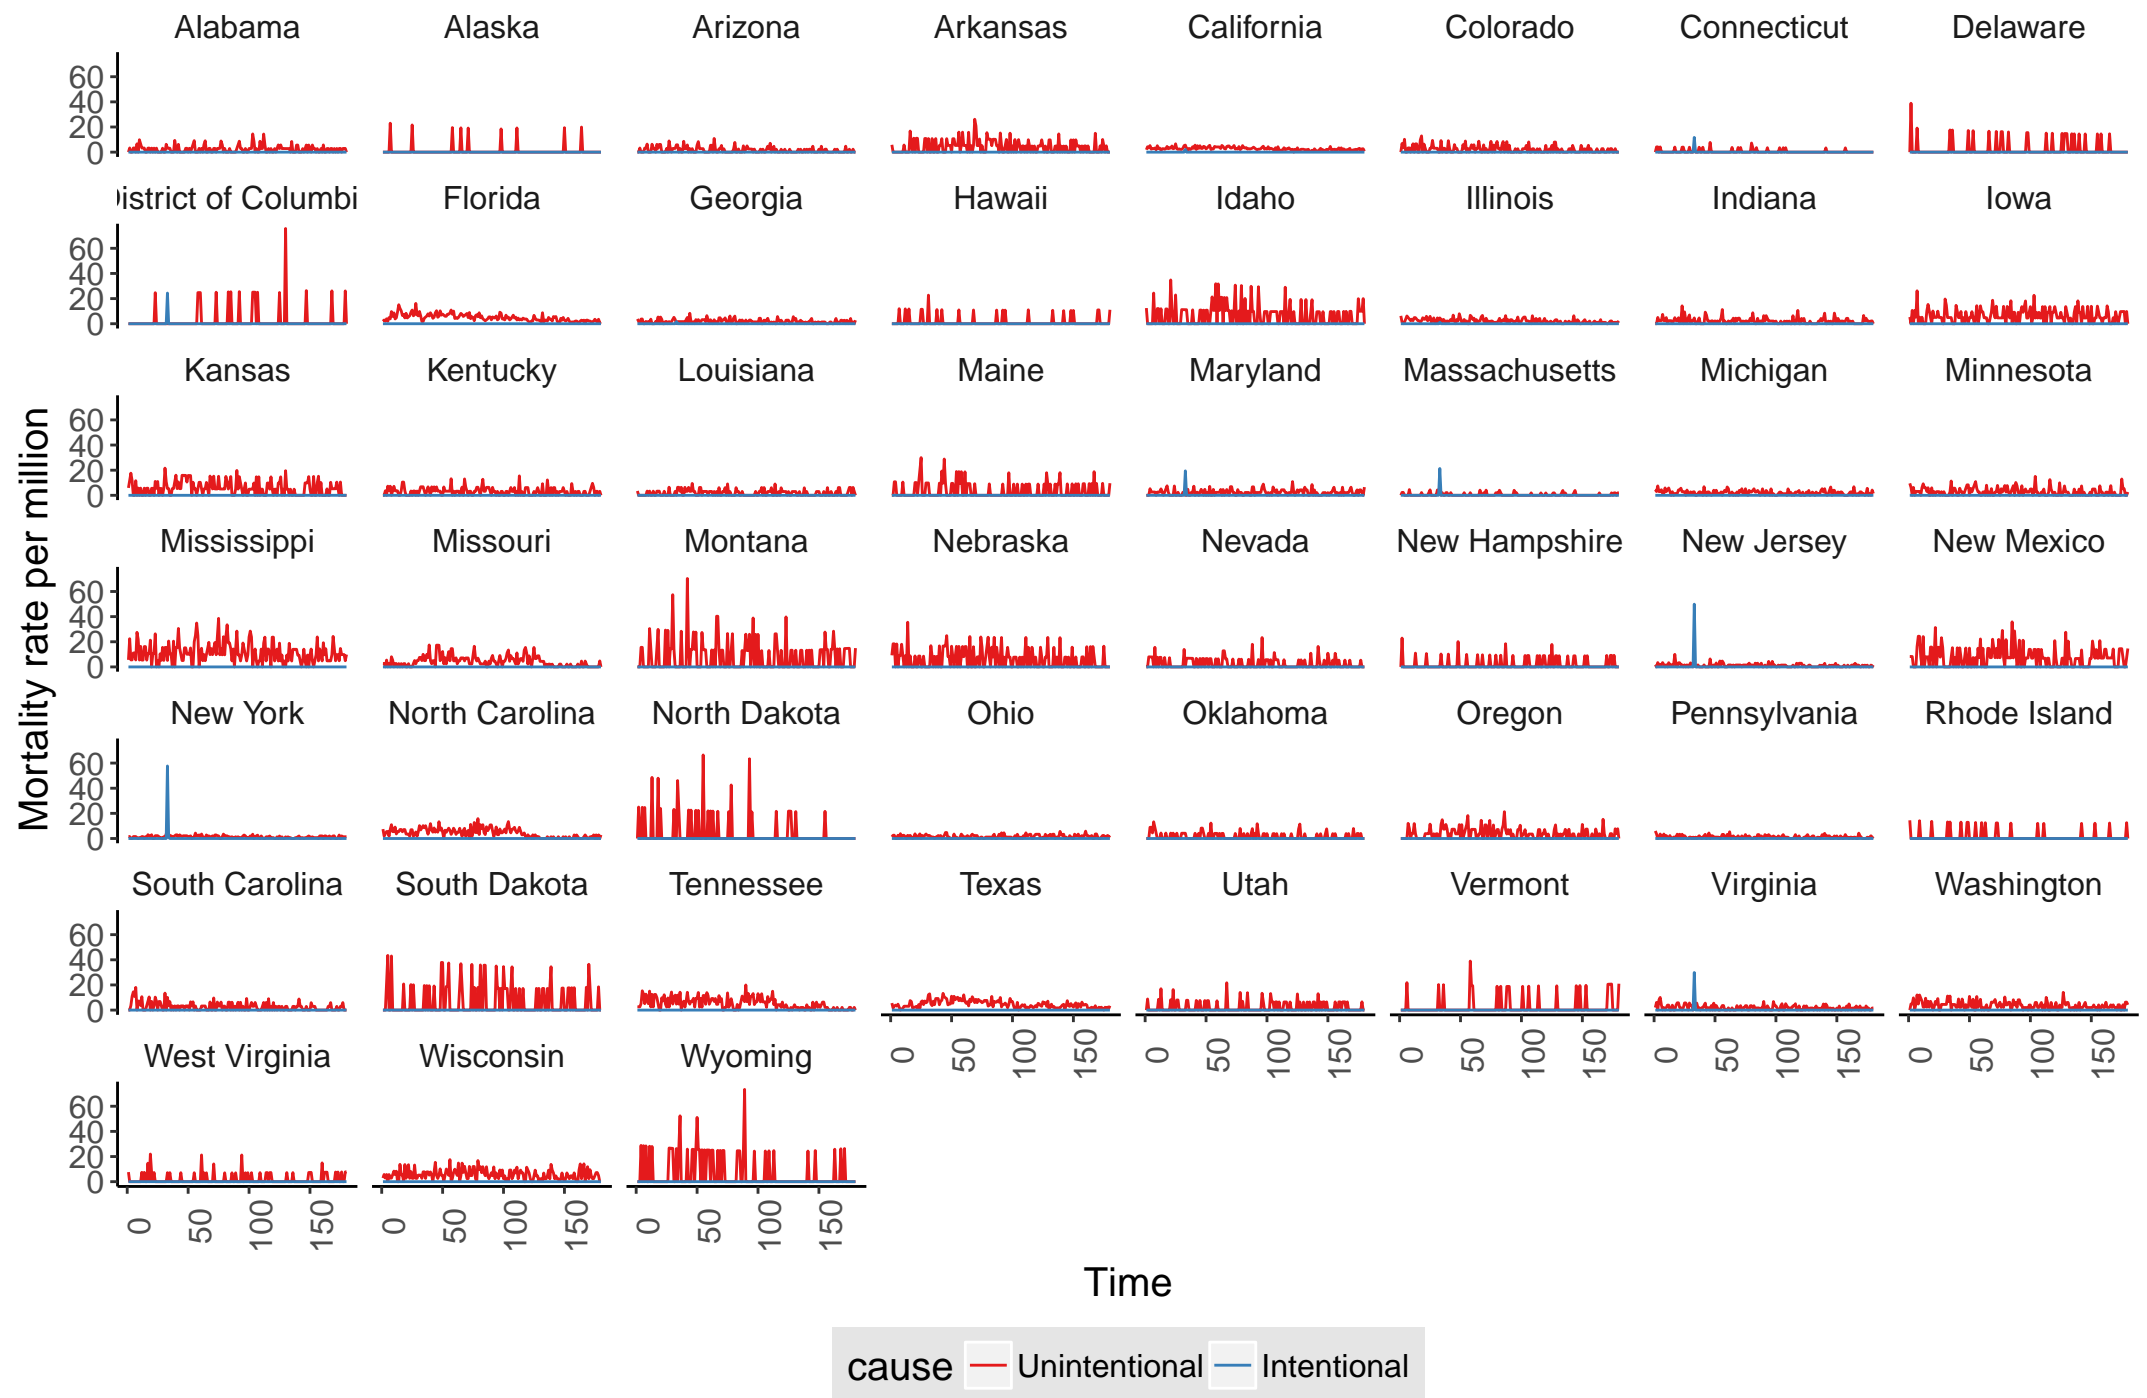 Alabama Alaska Arizona Arkansas California Colorado Connecticut Delaware
60
40
20
0
istrict of Columbi Florida Georgia Hawaii Idaho Illinois Indiana Iowa
60
40
20
0
Kansas Kentucky Louisiana Maine Maryland Massachusetts Michigan Minnesota
60
40
20
0
Mortality rate per million
Mississippi Missouri Montana Nebraska Nevada New Hampshire New Jersey New Mexico
60
40
20
0
New York North Carolina North Dakota Ohio Oklahoma Oregon Pennsylvania Rhode Island
60
40
20
0
South Carolina South Dakota Tennessee Texas Utah Vermont Virginia Washington
60
40
20
0
0 50 100 150 0 50 100 150 0 50 100 150 0 50 100 150 0 50 100 150
West Virginia Wisconsin Wyoming
60
40
20
0
0 50 100 150 0 50 100 150 0 50 100 150
Time
cause Unintentional Intentional